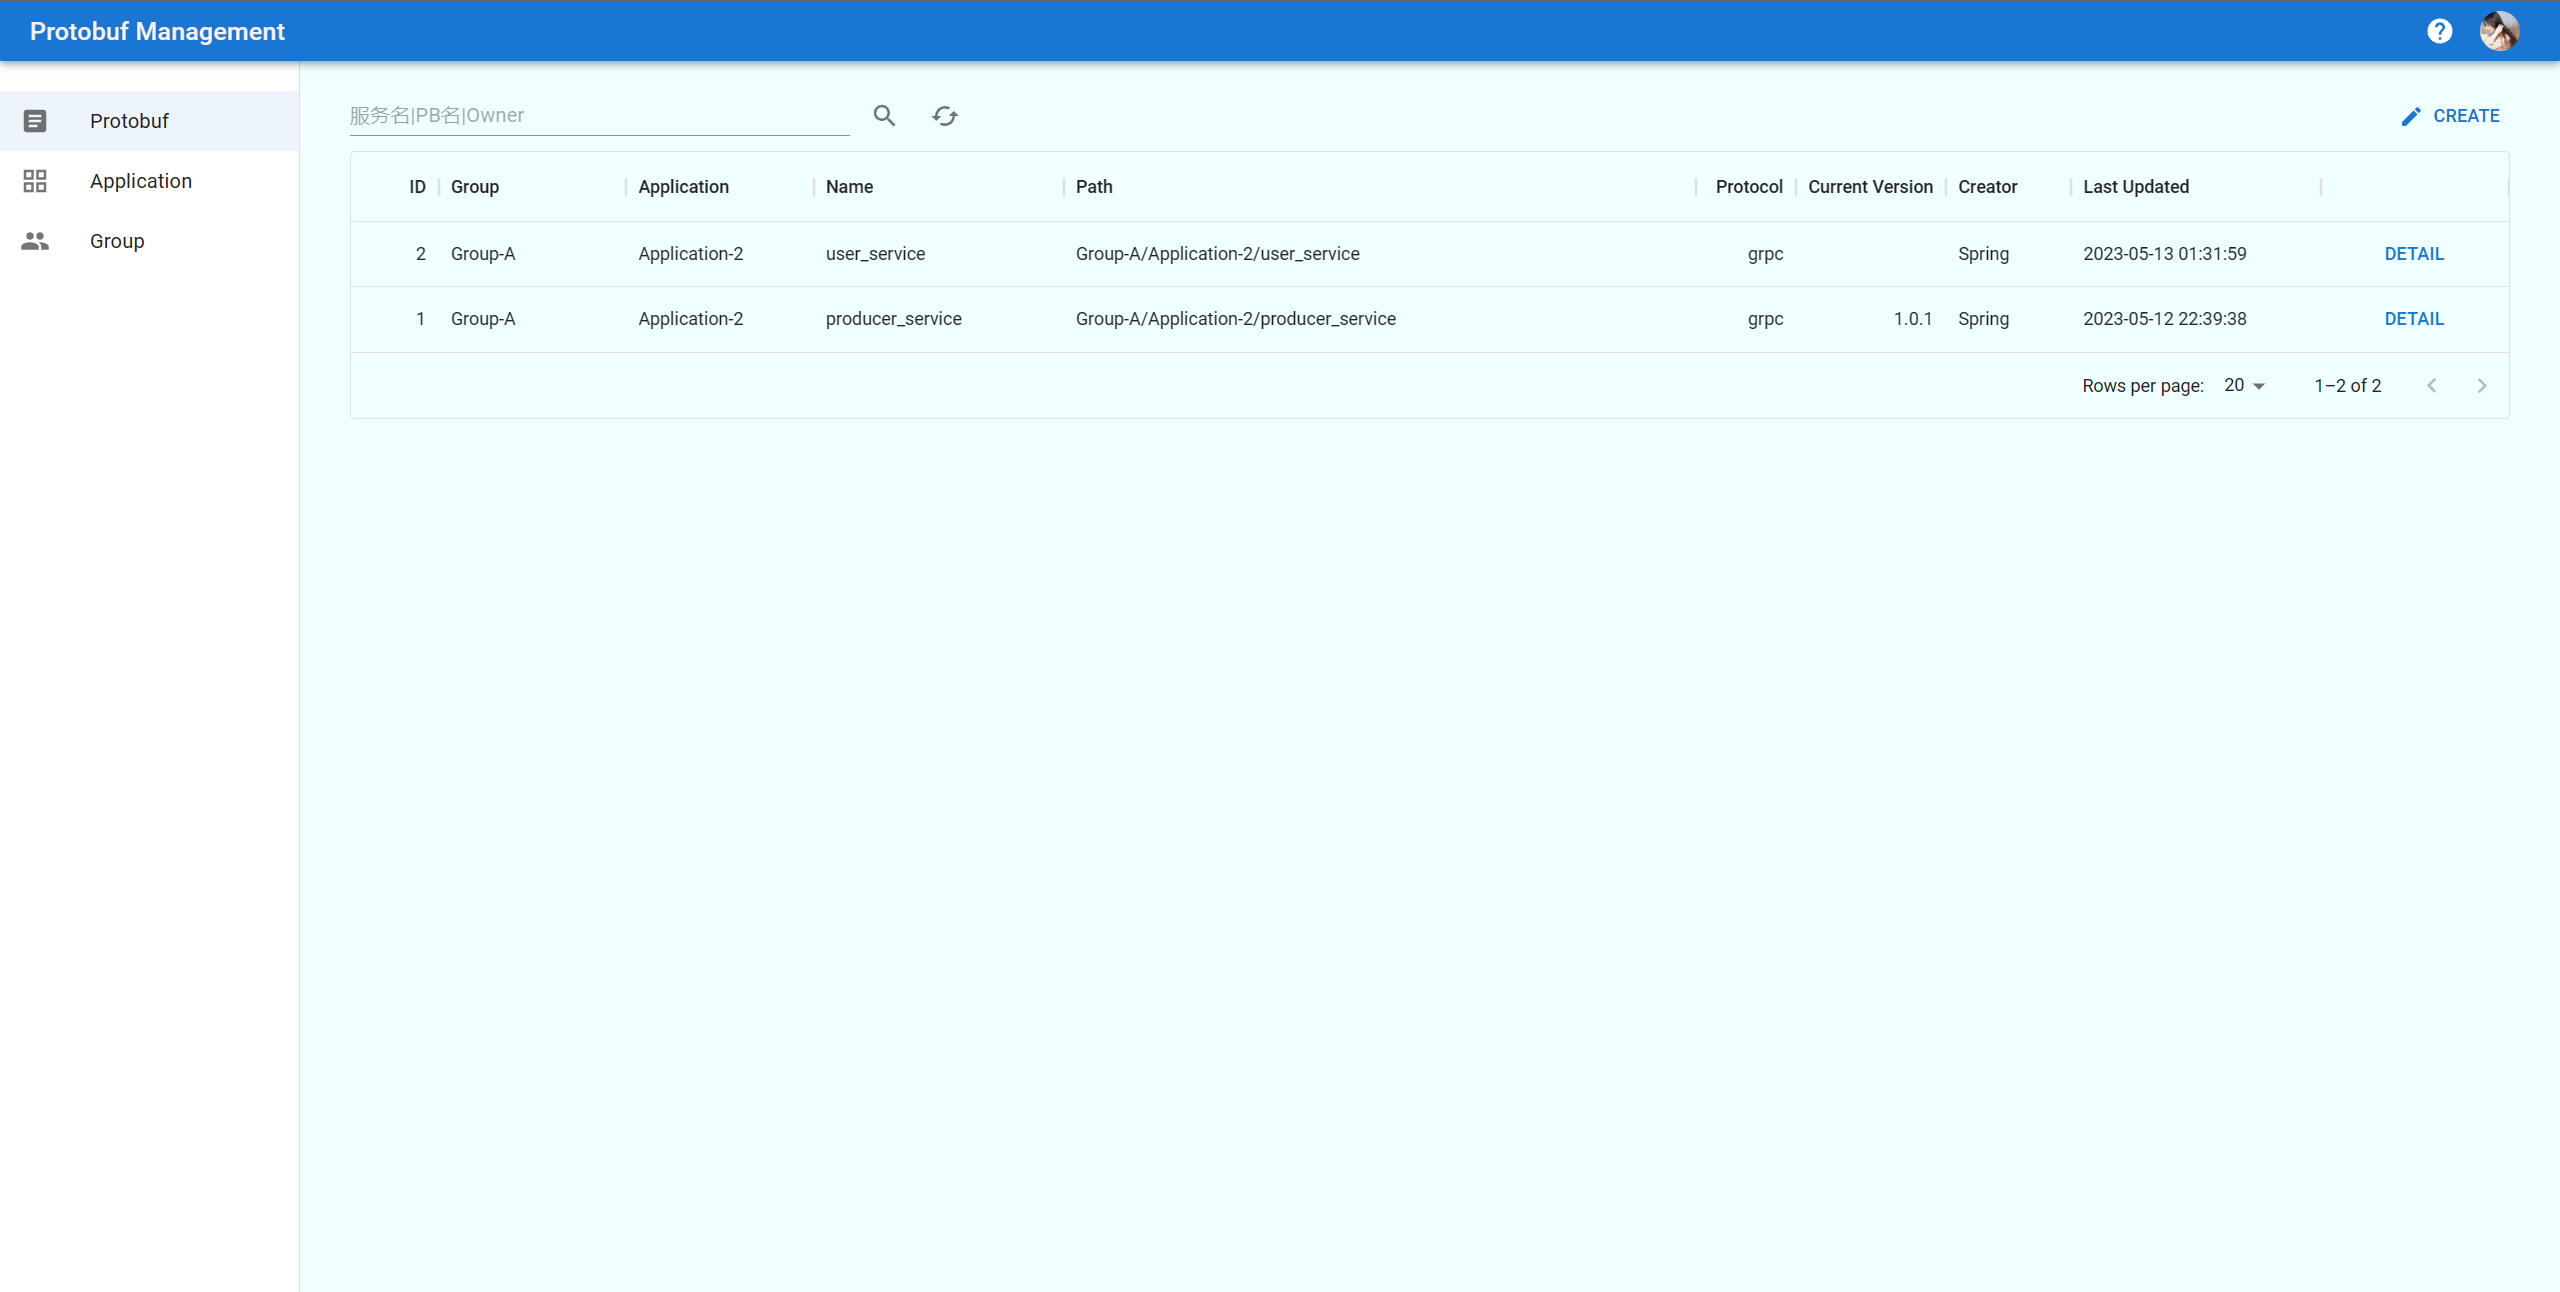 Protobuf Management
Protobuf
Application
Group
服务名|PB名|Owner
CREATE
ID Group Application Name Path Protocol Current Version Creator Last Updated
2 Group-A Application-2 user_service Group-A/Application-2/user_service grpc Spring 2023-05-13 01:31:59 DETAIL
1 Group-A Application-2 producer_service Group-A/Application-2/producer_service grpc 1.0.1 Spring 2023-05-12 22:39:38 DETAIL
Rows per page: 20 1–2 of 2